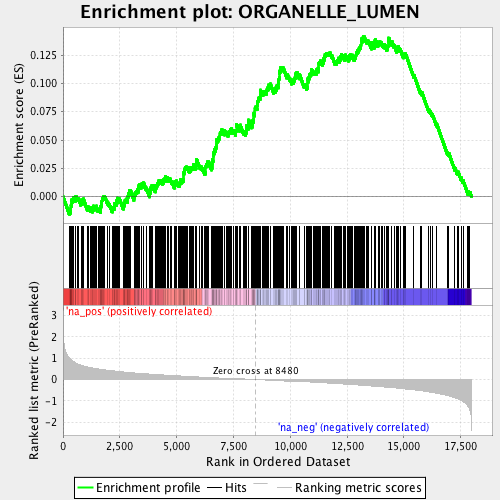 Enrichment plot: ORGANELLE_LUMEN
Enrichment score (ES)
0.125
0.100
0.075
0.050
0.025
0.000
Ranked list metric (PreRanked)
'na_pos' (positively correlated)
3
2
1
0
-1
-2
Zero cross at 8480
'na_neg' (negatively correlated)
0
2,500
5,000
7,500
10,000
12,500
15,000
17,500
Rank in Ordered Dataset
Enrichment profile
Hits
Ranking metric scores